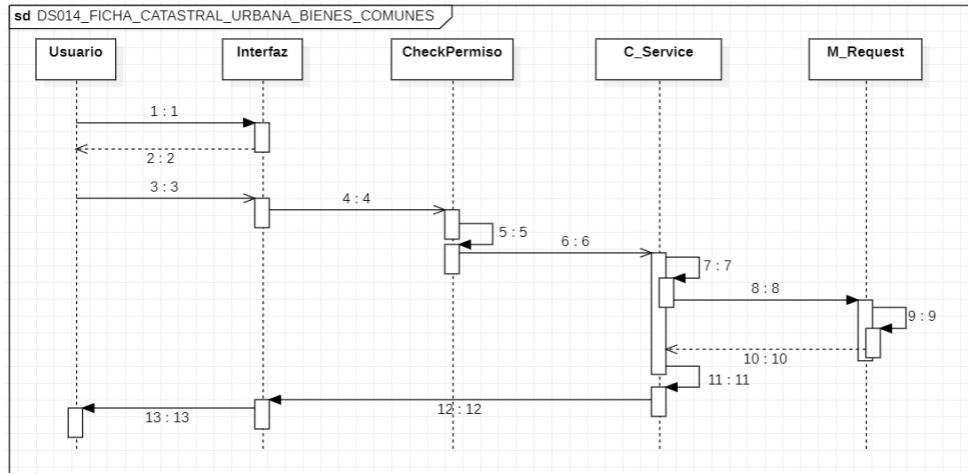 sd DS014_FICHA_CATASTRAL_URBANA_BIENES_COMUNES
Usuario
Interfaz
CheckPermiso
C_Service
M_Request
1 : 1
2 : 2
3 : 3
4 : 4
5 : 5
6 : 6
7 : 7
8 : 8
9 : 9
10 : 10
11 : 11
12 : 12
13 : 13